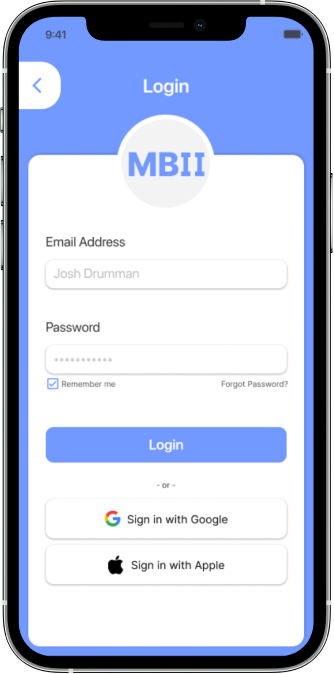 9:41
Login
MBII
Email Address
Josh Drumman
Password
***********
Remember me
Forgot Password?
Login
- or -
Sign in with Google
Sign in with Apple